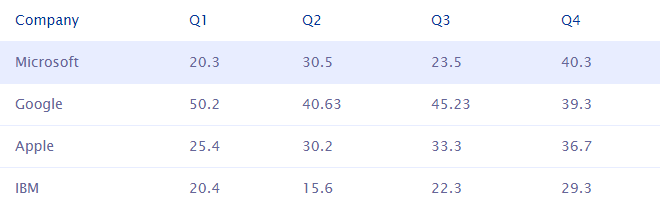 Company Q1 Q2 Q3 Q4
Microsoft 20.3 30.5 23.5 40.3
Google 50.2 40.63 45.23 39.3
Apple 25.4 30.2 33.3 36.7
IBM 20.4 15.6 22.3 29.3